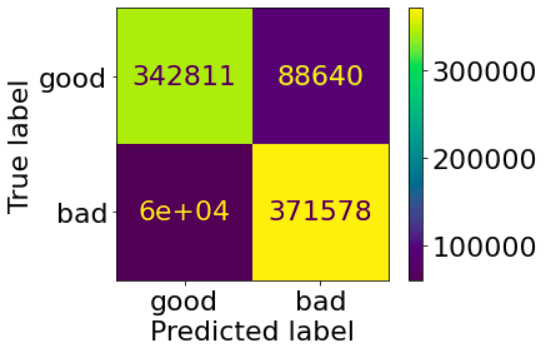 True label
good
342811
88640
bad
6e+04
371578
good
bad
Predicted label
300000
200000
100000